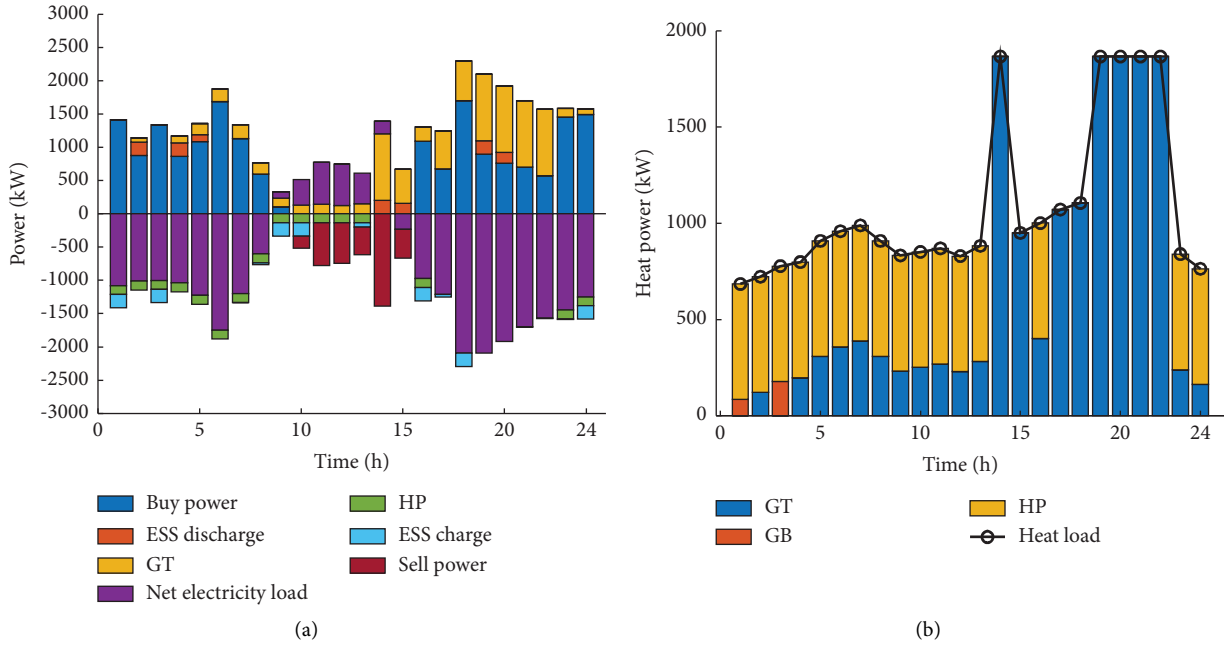 Power (kW)
3000
2500
2000
1500
1000
500
0
-500
-1000
-1500
-2000
-2500
-3000
0 5 10 15 20 24
Time (h)
Buy power
ESS discharge
GT
Net electricity load
HP
ESS charge
Sell power
(a)
Heat power (kW)
2000
1500
1000
500
0
0 5 10 15 20 24
Time (h)
GT
GB
HP
Heat load
(b)